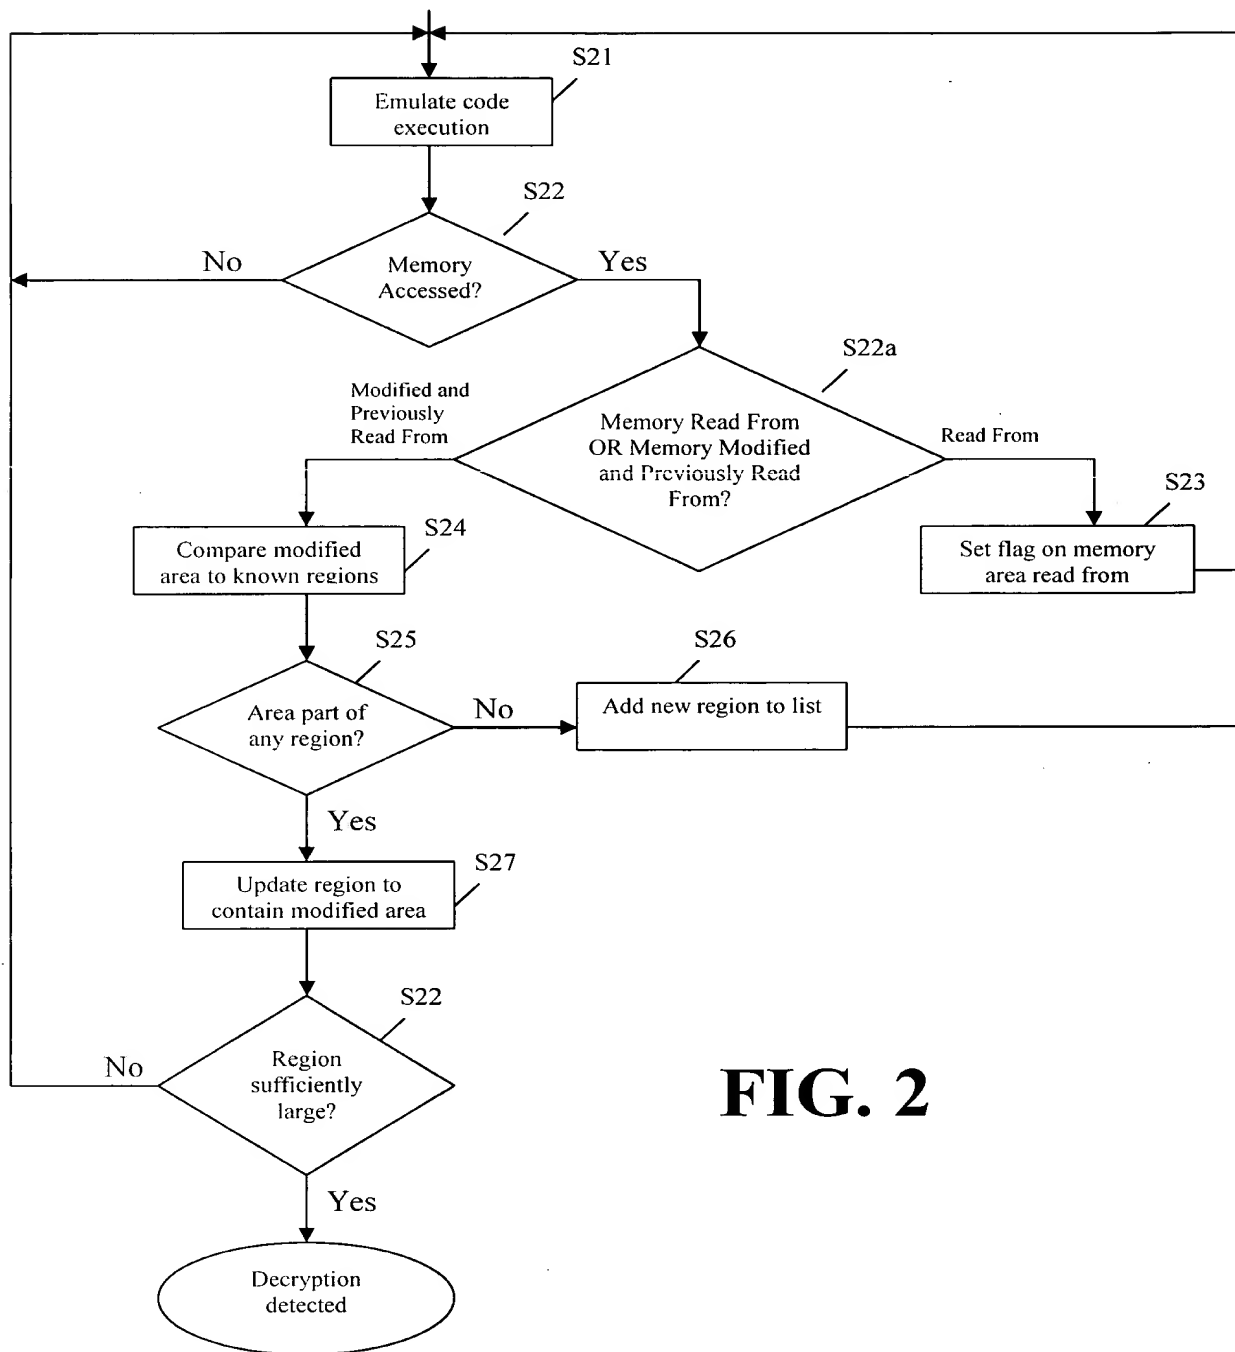 S21
Emulate code
execution
S22
No
Memory
Accessed?
Yes
S22a
Modified and
Previously
Read From
Memory Read From
OR Memory Modified
and Previously Read
From?
Read From
S23
Set flag on memory
area read from
S24
Compare modified
area to known regions
S25
Area part of
any region?
No
S26
Add new region to list
Yes
S27
Update region to
contain modified area
S22
No
Region
sufficiently
large?
Yes
Decryption
detected
FIG. 2